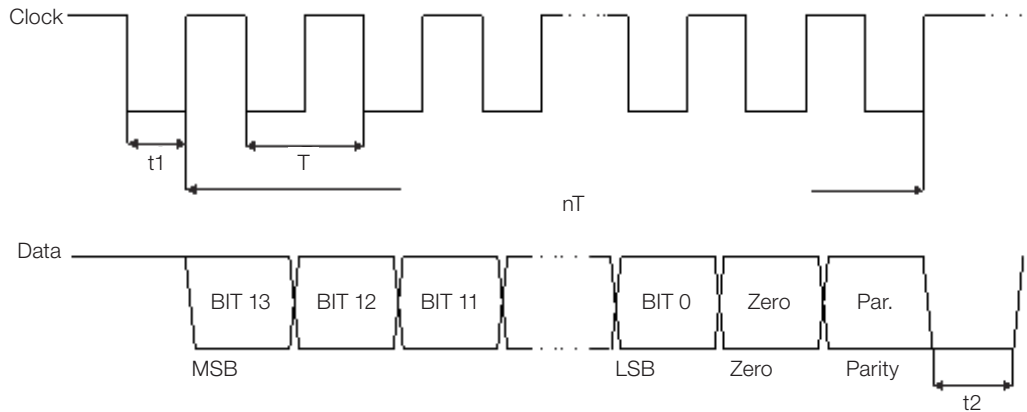 Clock
t1
T
nT
Data
BIT 13
BIT 12
BIT 11
BIT 0
Zero
Par.
MSB
LSB
Zero
Parity
t2